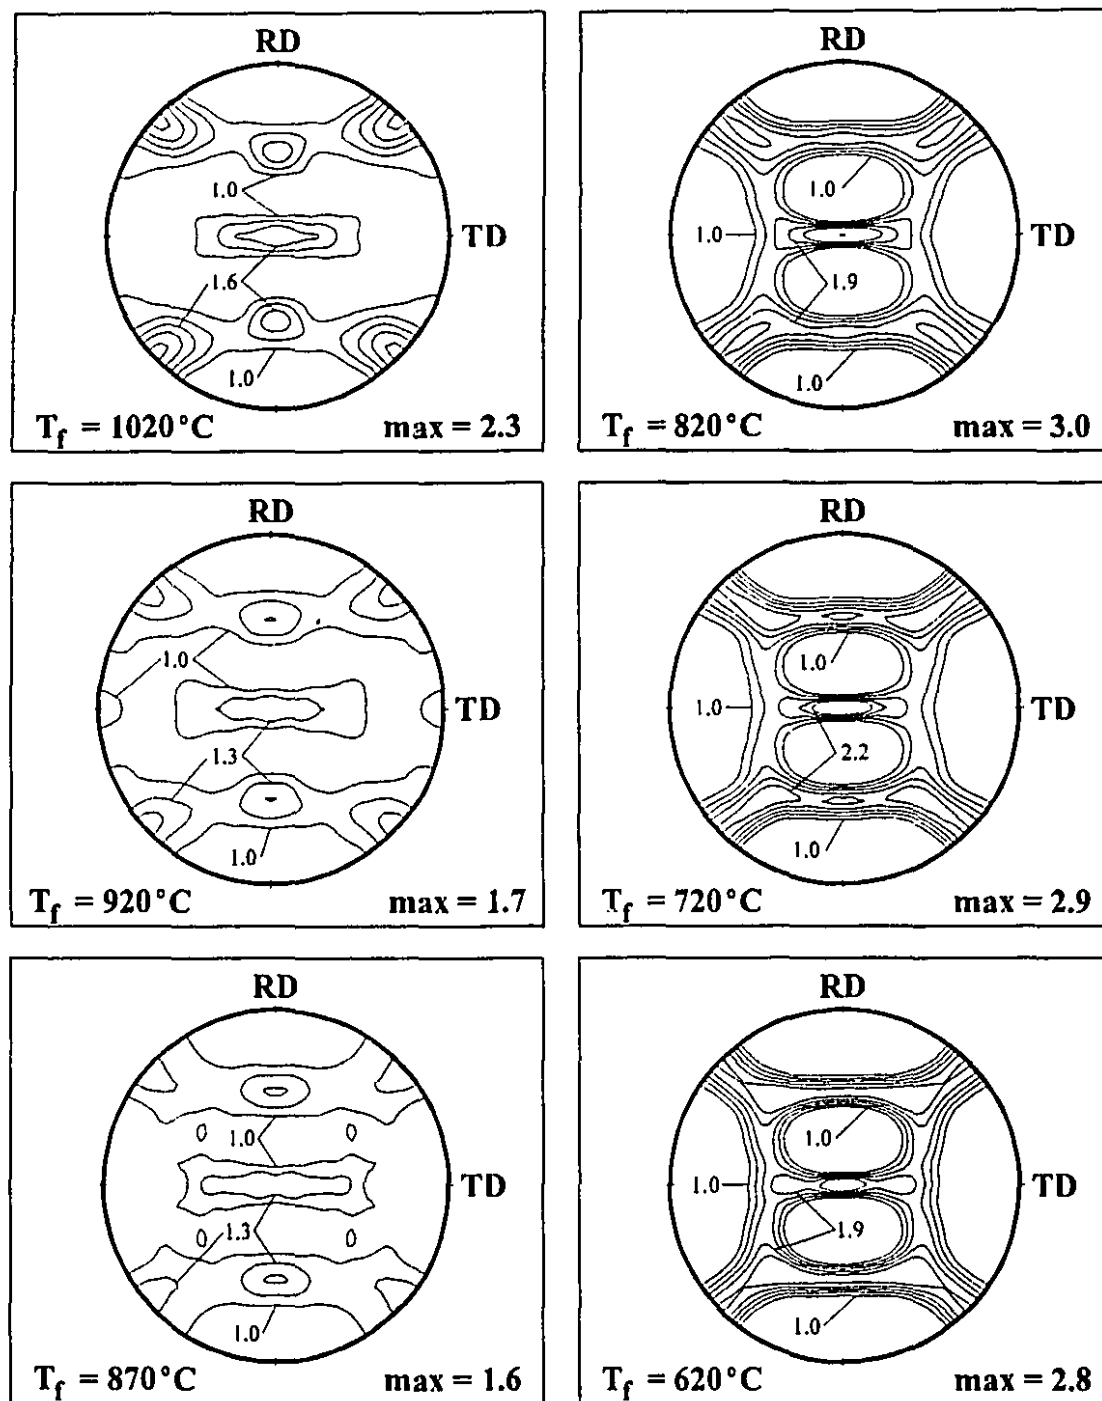 RD
TD
1.0
1.6
1.0
T_f = 1020°C max = 2.3
RD
TD
1.0
1.0
1.9
1.0
T_f = 820°C max = 3.0
RD
TD
1.0
1.3
1.0
T_f = 920°C max = 1.7
RD
TD
1.0
1.0
2.2
1.0
T_f = 720°C max = 2.9
RD
TD
1.0
1.3
1.0
T_f = 870°C max = 1.6
RD
TD
1.0
1.0
1.9
1.0
T_f = 620°C max = 2.8